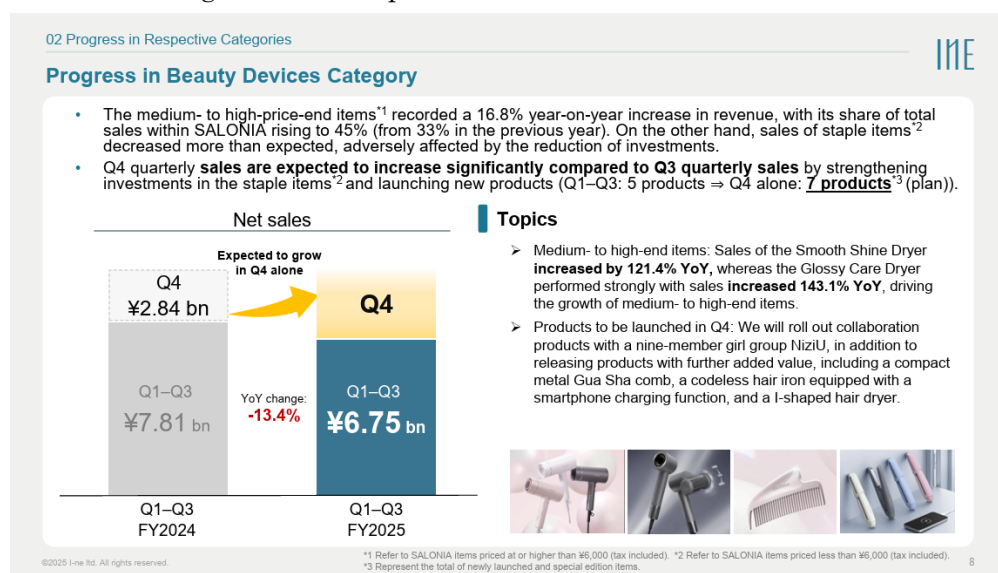 02 Progress in Respective Categories
INE
Progress in Beauty Devices Category
• The medium- to high-price-end items*1 recorded a 16.8% year-on-year increase in revenue, with its share of total
sales within SALONIA rising to 45% (from 33% in the previous year). On the other hand, sales of staple items*2
decreased more than expected, adversely affected by the reduction of investments.
• Q4 quarterly sales are expected to increase significantly compared to Q3 quarterly sales by strengthening
investments in the staple items*2 and launching new products (Q1–Q3: 5 products ⇒ Q4 alone: 7 products*3 (plan)).
Net sales
Expected to grow
in Q4 alone
Q4
¥2.84 bn
Q4
Q1–Q3
¥7.81 bn
YoY change:
-13.4%
Q1–Q3
¥6.75 bn
Q1–Q3
FY2024
Q1–Q3
FY2025
Topics
➢ Medium- to high-end items: Sales of the Smooth Shine Dryer
increased by 121.4% YoY, whereas the Glossy Care Dryer
performed strongly with sales increased 143.1% YoY, driving
the growth of medium- to high-end items.
➢ Products to be launched in Q4: We will roll out collaboration
products with a nine-member girl group NiziU, in addition to
releasing products with further added value, including a compact
metal Gua Sha comb, a codeless hair iron equipped with a
smartphone charging function, and a I-shaped hair dryer.
*1 Refer to SALONIA items priced at or higher than ¥6,000 (tax included). *2 Refer to SALONIA items priced less than ¥6,000 (tax included).
*3 Represent the total of newly launched and special edition items.
©2025 I-ne ltd. All rights reserved.
8